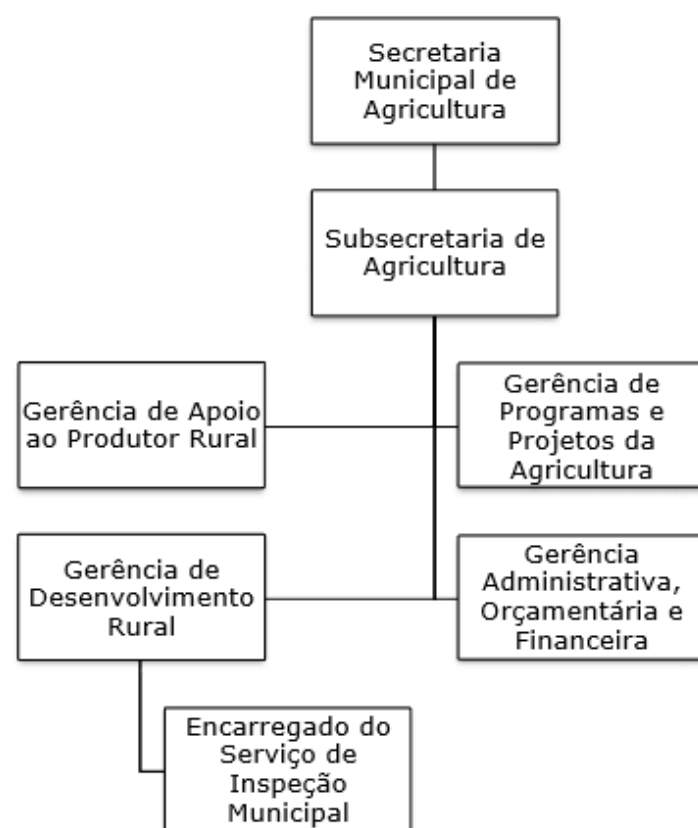 Secretaria
Municipal de
Agricultura
Subsecretaria de
Agricultura
Gerência de Apoio
ao Produtor Rural
Gerência de
Programas e
Projetos da
Agricultura
Gerência de
Desenvolvimento
Rural
Gerência
Administrativa,
Orçamentária e
Financeira
Encarregado do
Serviço de
Inspeção
Municipal